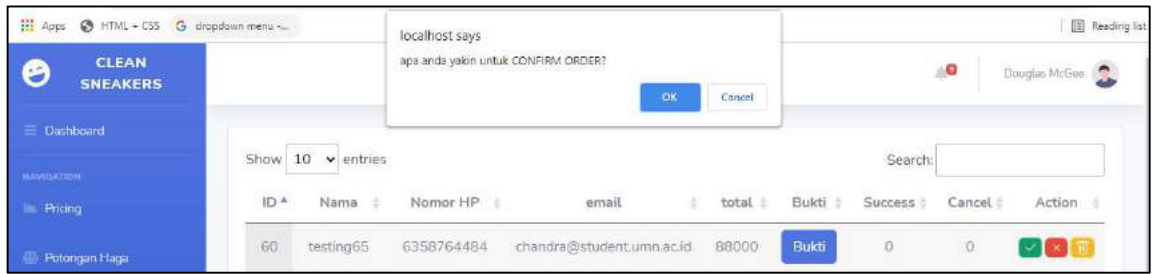 Apps HTML + CSS dropdown menu -... Reading list
localhost says
apa anda yakin untuk CONFIRM ORDER?
OK Cancel
CLEAN
SNEAKERS
9 Douglas McGee
Dashboard
NAVIGATION
Pricing
Potongan Haga
Show 10 entries Search:
ID Nama Nomor HP email total Bukti Success Cancel Action
60 testing65 6358764484 chandra@student.umn.ac.id 88000 Bukti 0 0